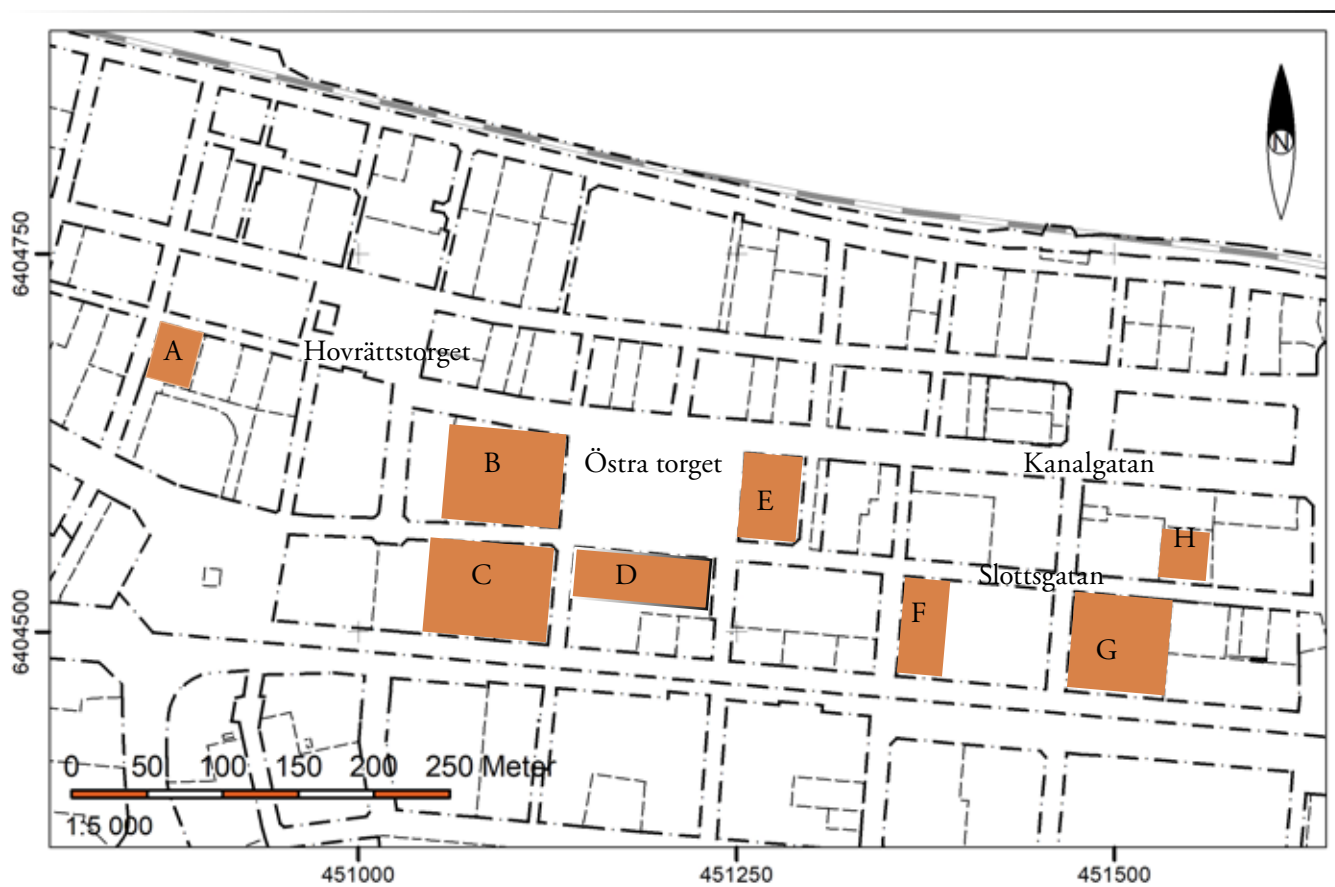 N
6404750
A
Hovrättstorget
B
Östra torget
Kanalgatan
E
H
C
D
Slottsgatan
F
6404500
G
0 50 100 150 200 250 Meter
1:5 000
451000
451250
451500